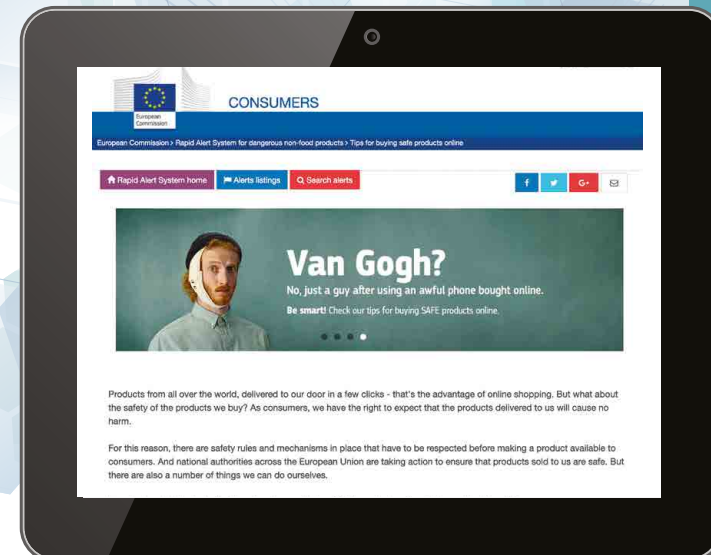 European
Commission
CONSUMERS
European Commission > Rapid Alert System for dangerous non-food products > Tips for buying safe products online
Rapid Alert System home
Alerts listings
Search alerts
f
G+
Van Gogh?
No, just a guy after using an awful phone bought online.
Be smart! Check our tips for buying SAFE products online.
Products from all over the world, delivered to our door in a few clicks - that's the advantage of online shopping. But what about
the safety of the products we buy? As consumers, we have the right to expect that the products delivered to us will cause no
harm.
For this reason, there are safety rules and mechanisms in place that have to be respected before making a product available to
consumers. And national authorities across the European Union are taking action to ensure that products sold to us are safe. But
there are also a number of things we can do ourselves.